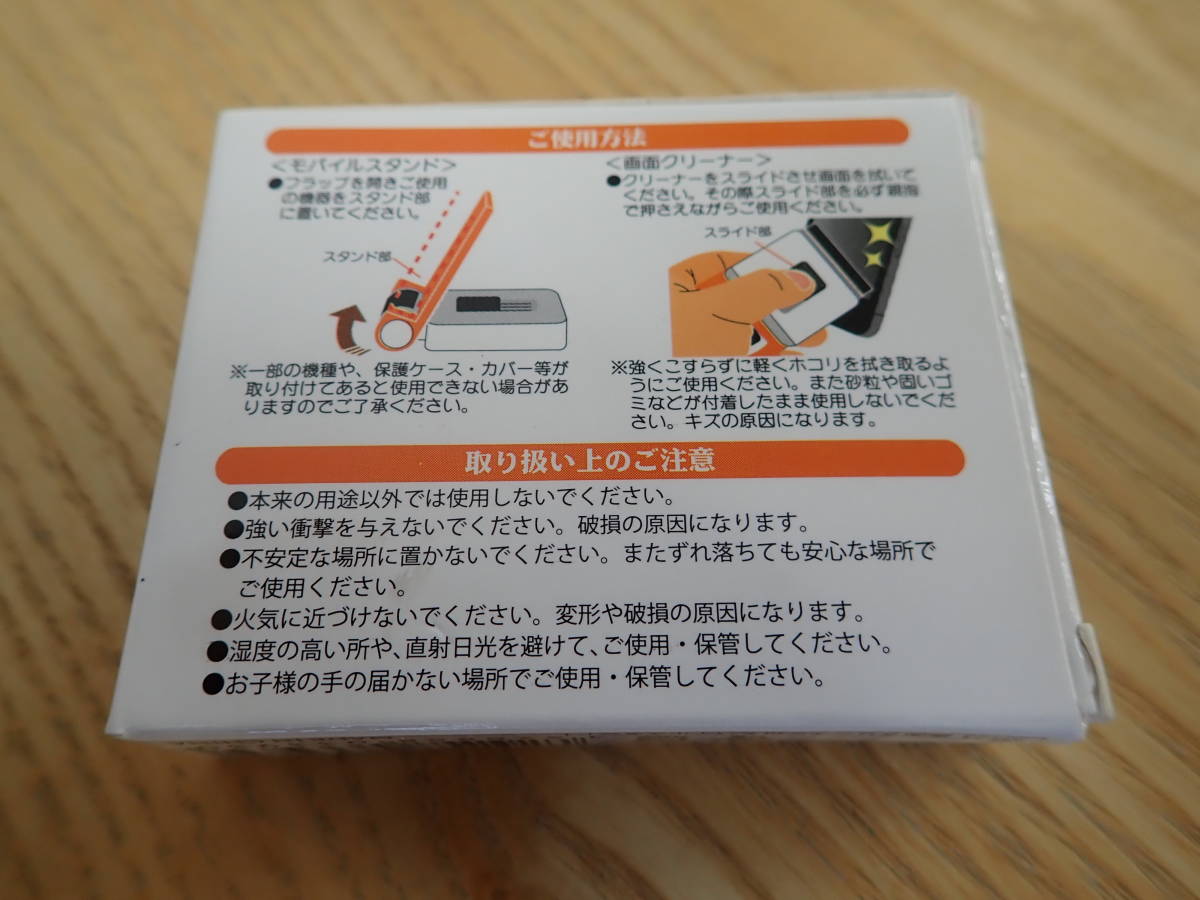 ご使用方法
<モバイルスタンド>
●フラップを開きご使用
の機器をスタンド部
に置いてください。
スタンド部
※一部の機種や、保護ケース・カバー等が
取り付けてあると使用できない場合があ
りますのでご了承ください。
<画面クリーナー>
●クリーナーをスライドさせ画面を拭いて
ください。その際スライド部を必ず親指
で押さえながらご使用ください。
スライド部
※強くこすらずに軽くホコリを拭き取るよ
うにご使用ください。また砂粒や固いゴ
ミなどが付着したまま使用しないでくだ
さい。キズの原因になります。
取り扱い上のご注意
●本来の用途以外では使用しないでください。
●強い衝撃を与えないでください。破損の原因になります。
●不安定な場所に置かないでください。またずれ落ちても安心な場所で
ご使用ください。
●火気に近づけないでください。変形や破損の原因になります。
●湿度の高い所や、直射日光を避けて、ご使用・保管してください。
●お子様の手の届かない場所でご使用・保管してください。